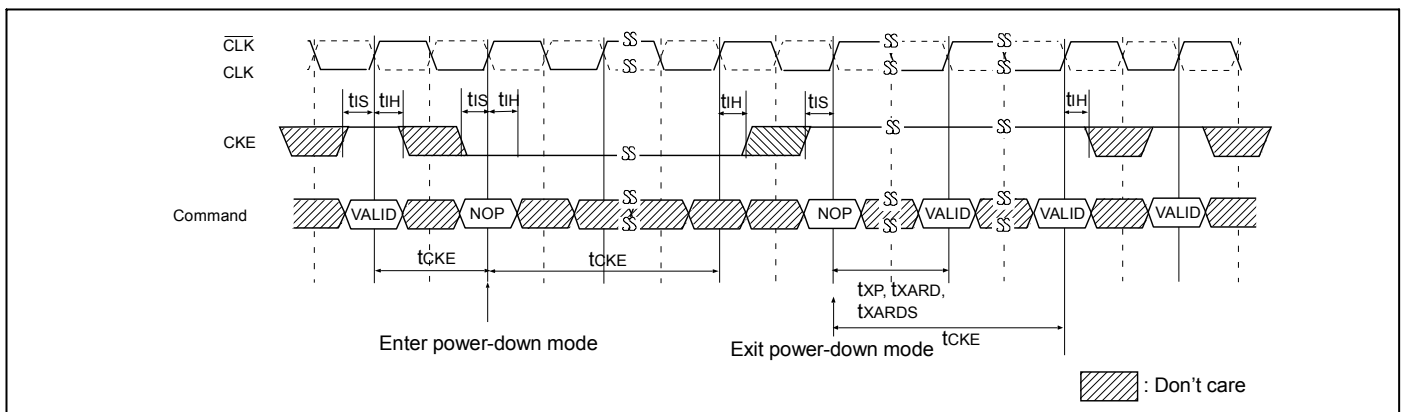 CLK
CLK
tIS tIH tIS tIH tIH tIS tIH
CKE
Command
VALID NOP NOP VALID VALID VALID
tCKE tCKE
tXP, tXARD,
tXARDS
tCKE
Enter power-down mode
Exit power-down mode
: Don't care